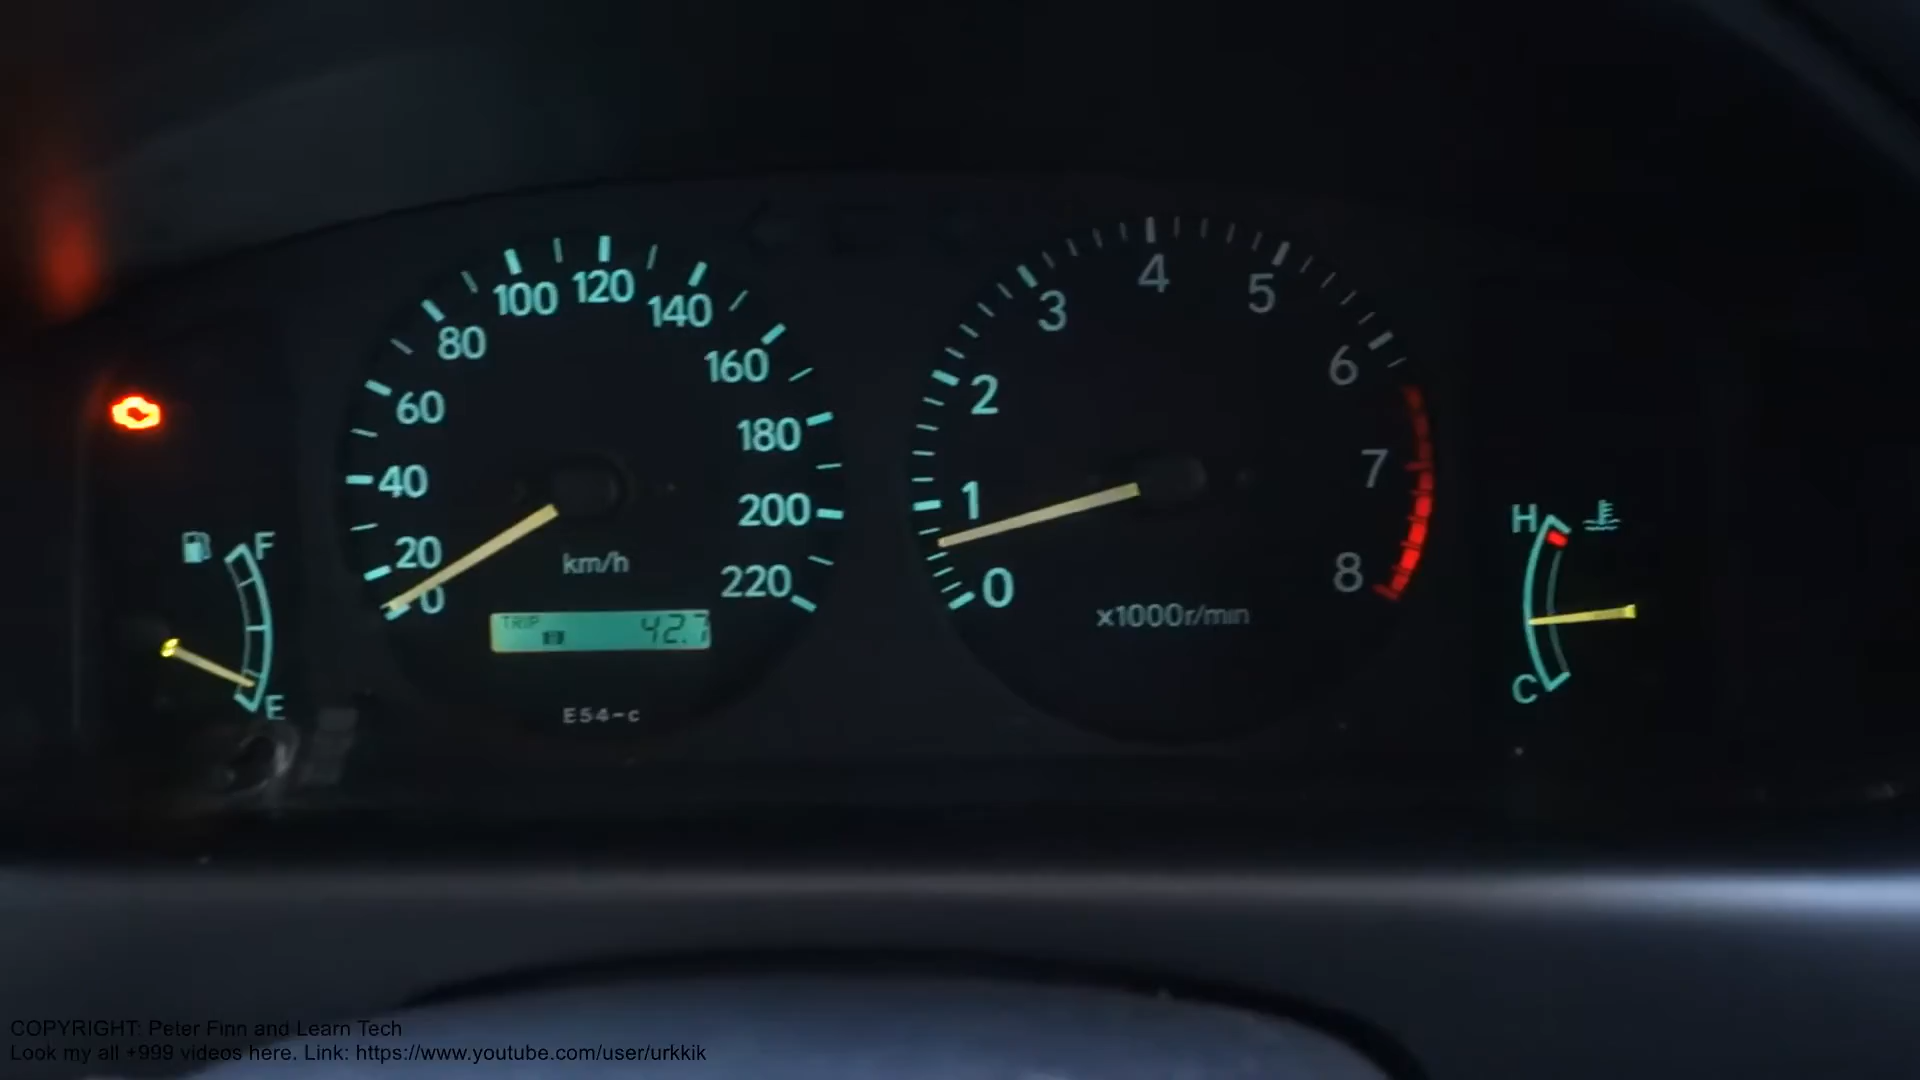 100 120 140
80 160
60 180
40 200
20 220
0
km/h
TRIP 42.7
E54-c
0 1 2 3 4 5 6 7 8
x1000r/min
F
E
H
C
COPYRIGHT: Peter Finn and Learn Tech
Look my all +999 videos here. Link: https://www.youtube.com/user/urkkik